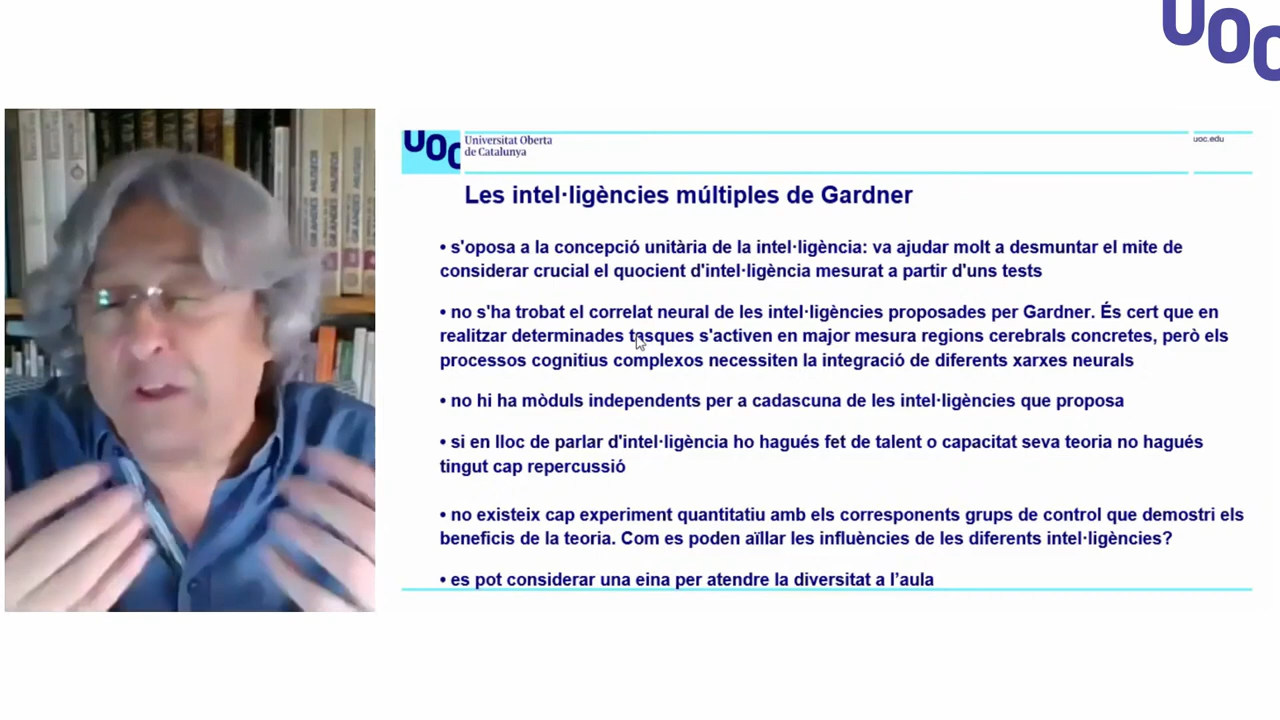 UOC
UOC
Universitat Oberta
de Catalunya
uoc.edu
Les intel·ligències múltiples de Gardner
• s'oposa a la concepció unitària de la intel·ligència: va ajudar molt a desmuntar el mite de
considerar crucial el quocient d'intel·ligència mesurat a partir d'uns tests
• no s'ha trobat el correlat neural de les intel·ligències proposades per Gardner. És cert que en
realitzar determinades tasques s'activen en major mesura regions cerebrals concretes, però els
processos cognitius complexos necessiten la integració de diferents xarxes neurals
• no hi ha mòduls independents per a cadascuna de les intel·ligències que proposa
• si en lloc de parlar d'intel·ligència ho hagués fet de talent o capacitat seva teoria no hagués
tingut cap repercussió
• no existeix cap experiment quantitatiu amb els corresponents grups de control que demostri els
beneficis de la teoria. Com es poden aïllar les influències de les diferents intel·ligències?
• es pot considerar una eina per atendre la diversitat a l’aula
GRANDES MUSEOS
GRANDES MUSEOS